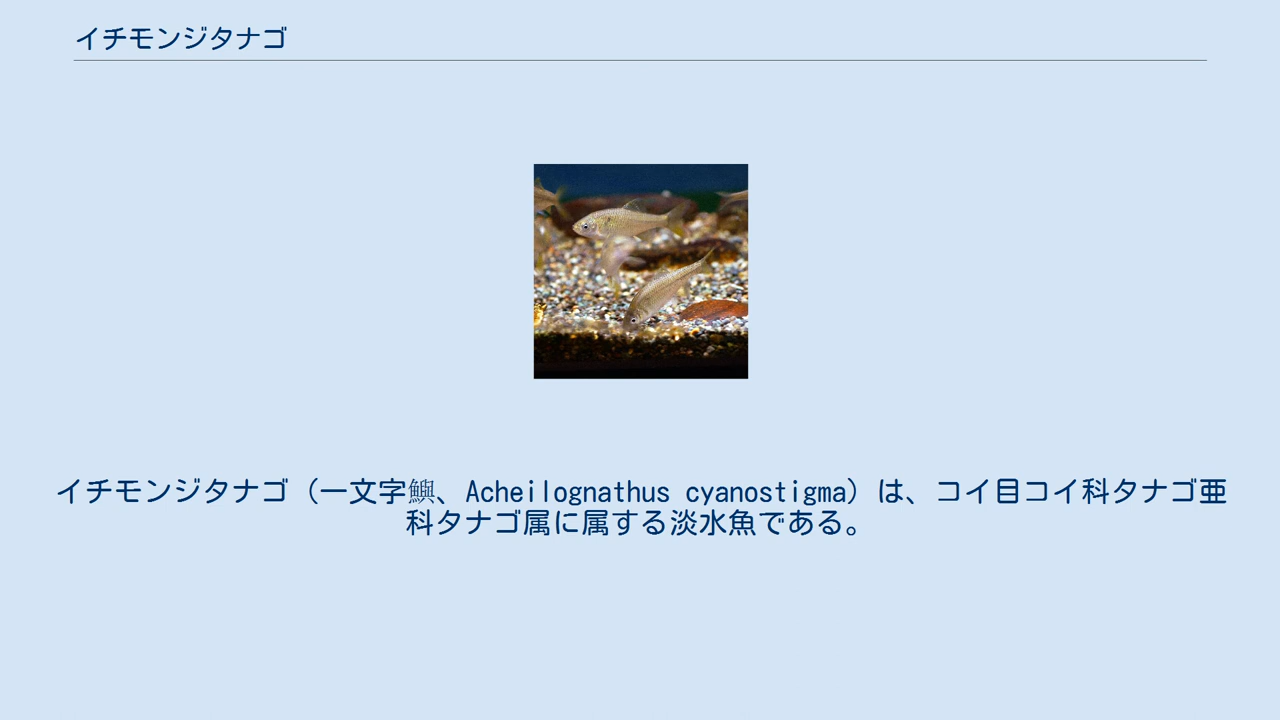 イチモンジタナゴ
イチモンジタナゴ（一文字鱮、Acheilognathus cyanostigma）は、コイ目コイ科タナゴ亜
科タナゴ属に属する淡水魚である。